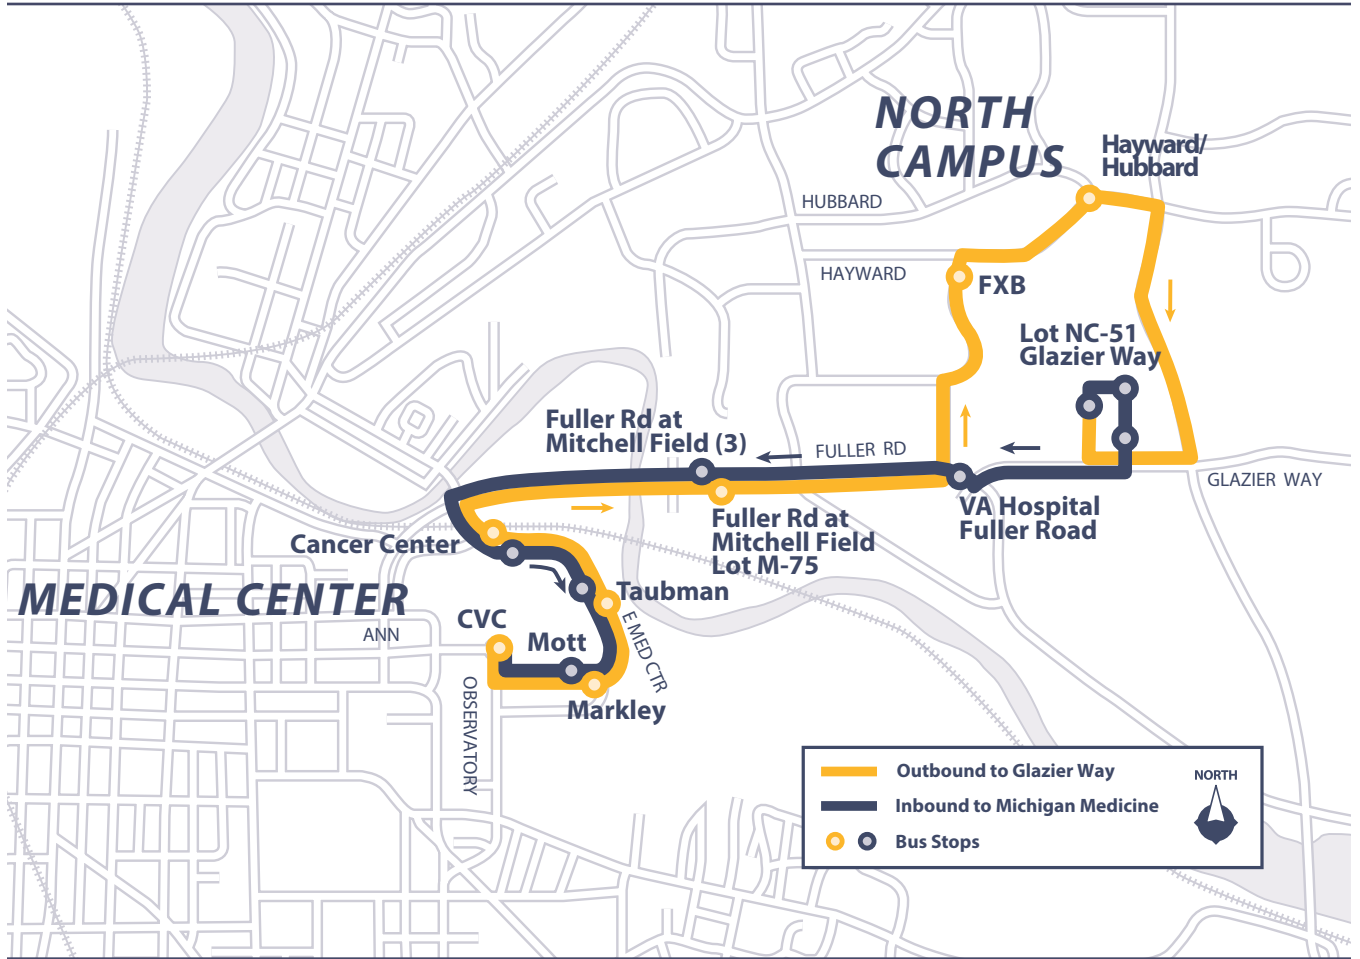 NORTH
CAMPUS
Hayward/
Hubbard
HUBBARD
HAYWARD
FXB
Lot NC-51
Glazier Way
Fuller Rd at
Mitchell Field (3)
FULLER RD
GLAZIER WAY
VA Hospital
Fuller Road
Fuller Rd at
Mitchell Field
Lot M-75
Cancer Center
MEDICAL CENTER
Taubman
CVC
ANN
Mott
E MED CTR
Markley
OBSERVATORY
Outbound to Glazier Way
NORTH
Inbound to Michigan Medicine
Bus Stops